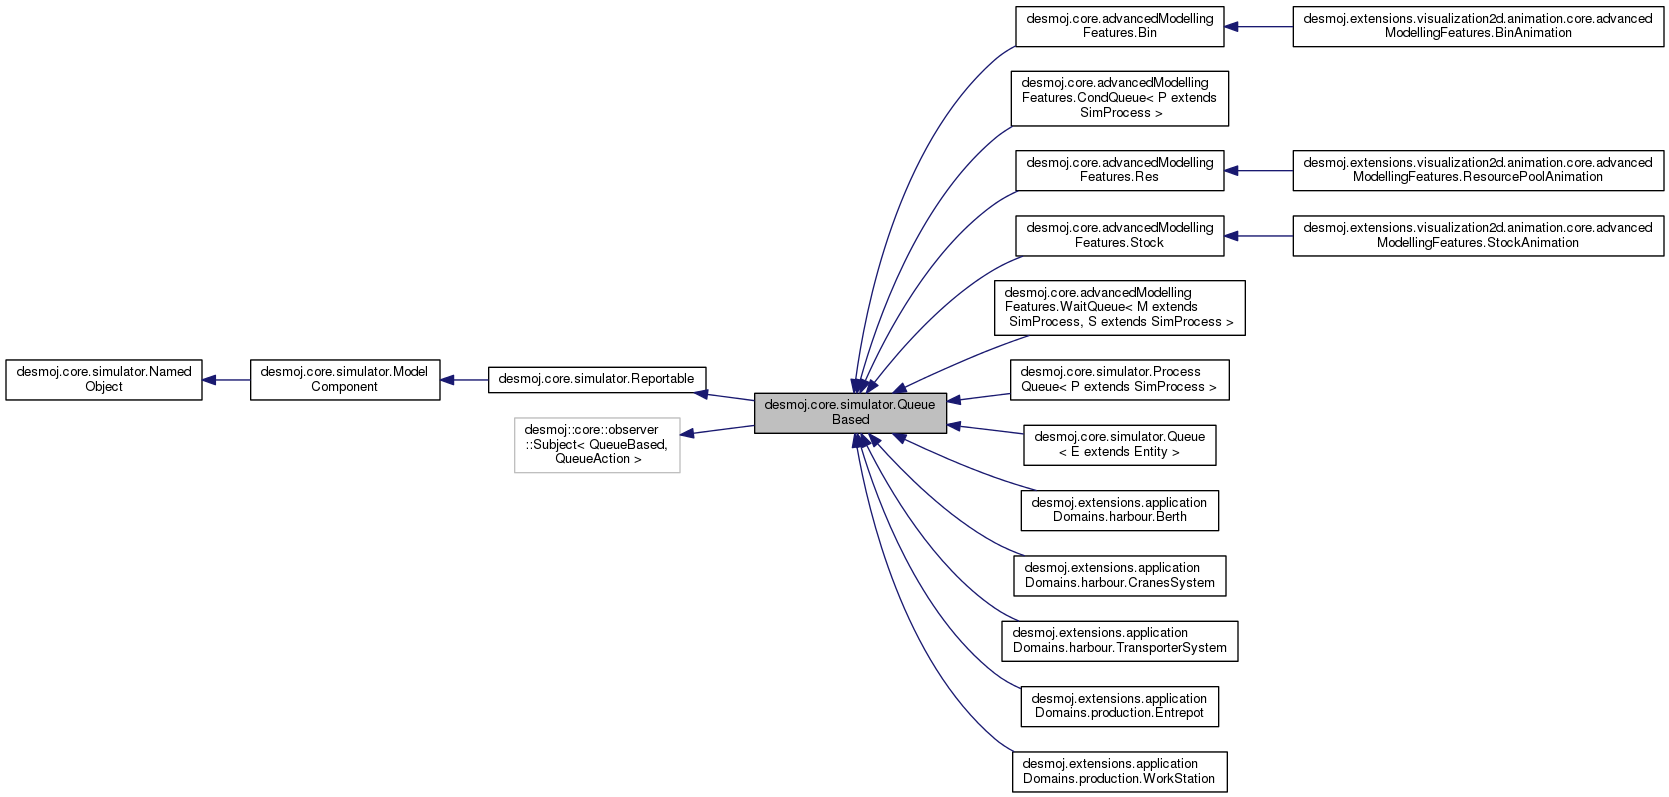 desmoj.core.simulator.Named
Object
desmoj.core.simulator.Model
Component
desmoj.core.simulator.Reportable
desmoj::core::observer
::Subject< QueueBased,
QueueAction >
desmoj.core.simulator.Queue
Based
desmoj.core.advancedModelling
Features.Bin
desmoj.extensions.visualization2d.animation.core.advanced
ModellingFeatures.BinAnimation
desmoj.core.advancedModelling
Features.CondQueue< P extends
SimProcess >
desmoj.core.advancedModelling
Features.Res
desmoj.extensions.visualization2d.animation.core.advanced
ModellingFeatures.ResourcePoolAnimation
desmoj.core.advancedModelling
Features.Stock
desmoj.extensions.visualization2d.animation.core.advanced
ModellingFeatures.StockAnimation
desmoj.core.advancedModelling
Features.WaitQueue< M extends
SimProcess, S extends SimProcess >
desmoj.core.simulator.Process
Queue< P extends SimProcess >
desmoj.core.simulator.Queue
< E extends Entity >
desmoj.extensions.application
Domains.harbour.Berth
desmoj.extensions.application
Domains.harbour.CranesSystem
desmoj.extensions.application
Domains.harbour.TransporterSystem
desmoj.extensions.application
Domains.production.Entrepot
desmoj.extensions.application
Domains.production.WorkStation